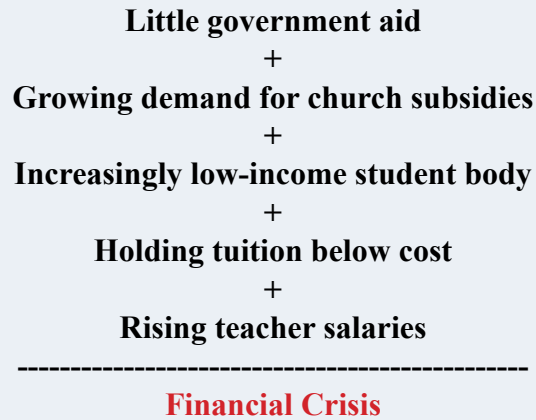 Little government aid
+
Growing demand for church subsidies
+
Increasingly low-income student body
+
Holding tuition below cost
+
Rising teacher salaries
------------------------------------------------
Financial Crisis